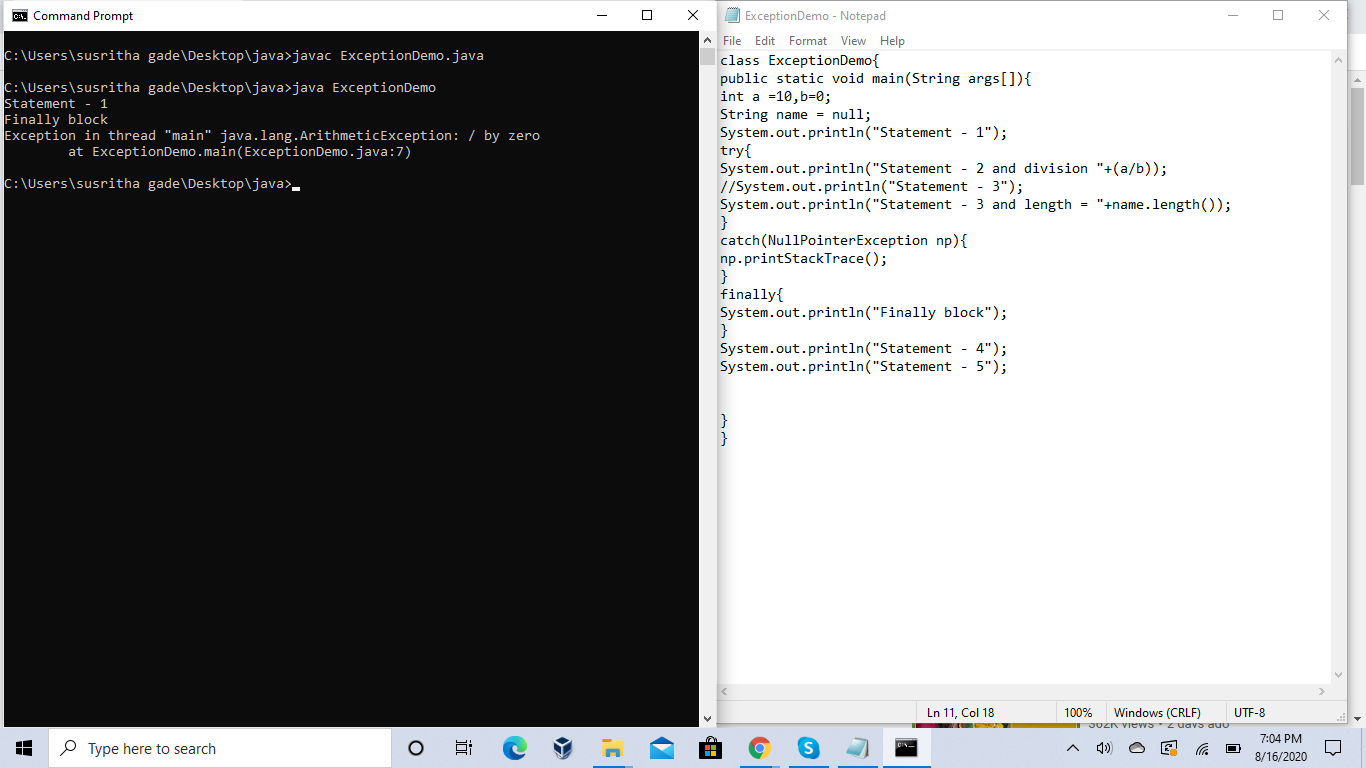 Command Prompt
C:\Users\susritha gade\Desktop\java>javac ExceptionDemo.java
C:\Users\susritha gade\Desktop\java>java ExceptionDemo
Statement - 1
Finally block
Exception in thread "main" java.lang.ArithmeticException: / by zero
        at ExceptionDemo.main(ExceptionDemo.java:7)
C:\Users\susritha gade\Desktop\java>
ExceptionDemo - Notepad
File Edit Format View Help
class ExceptionDemo{
public static void main(String args[]){
int a =10,b=0;
String name = null;
System.out.println("Statement - 1");
try{
System.out.println("Statement - 2 and division "+(a/b));
//System.out.println("Statement - 3");
System.out.println("Statement - 3 and length = "+name.length());
}
catch(NullPointerException np){
np.printStackTrace();
}
finally{
System.out.println("Finally block");
}
System.out.println("Statement - 4");
System.out.println("Statement - 5");
}
}
Ln 11, Col 18 100% Windows (CRLF) UTF-8
views • 2 days ago
Type here to search
7:04 PM
8/16/2020